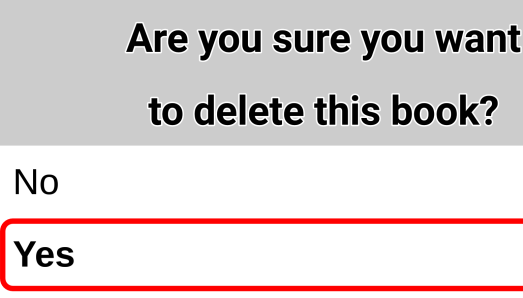 Are you sure you want
to delete this book?
No
Yes